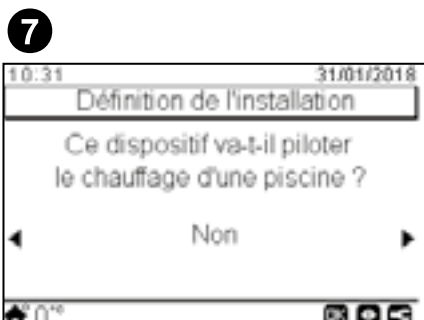 7
10:31 31/01/2018
Définition de l'installation
Ce dispositif va-t-il piloter
le chauffage d'une piscine ?
Non
0°c OK